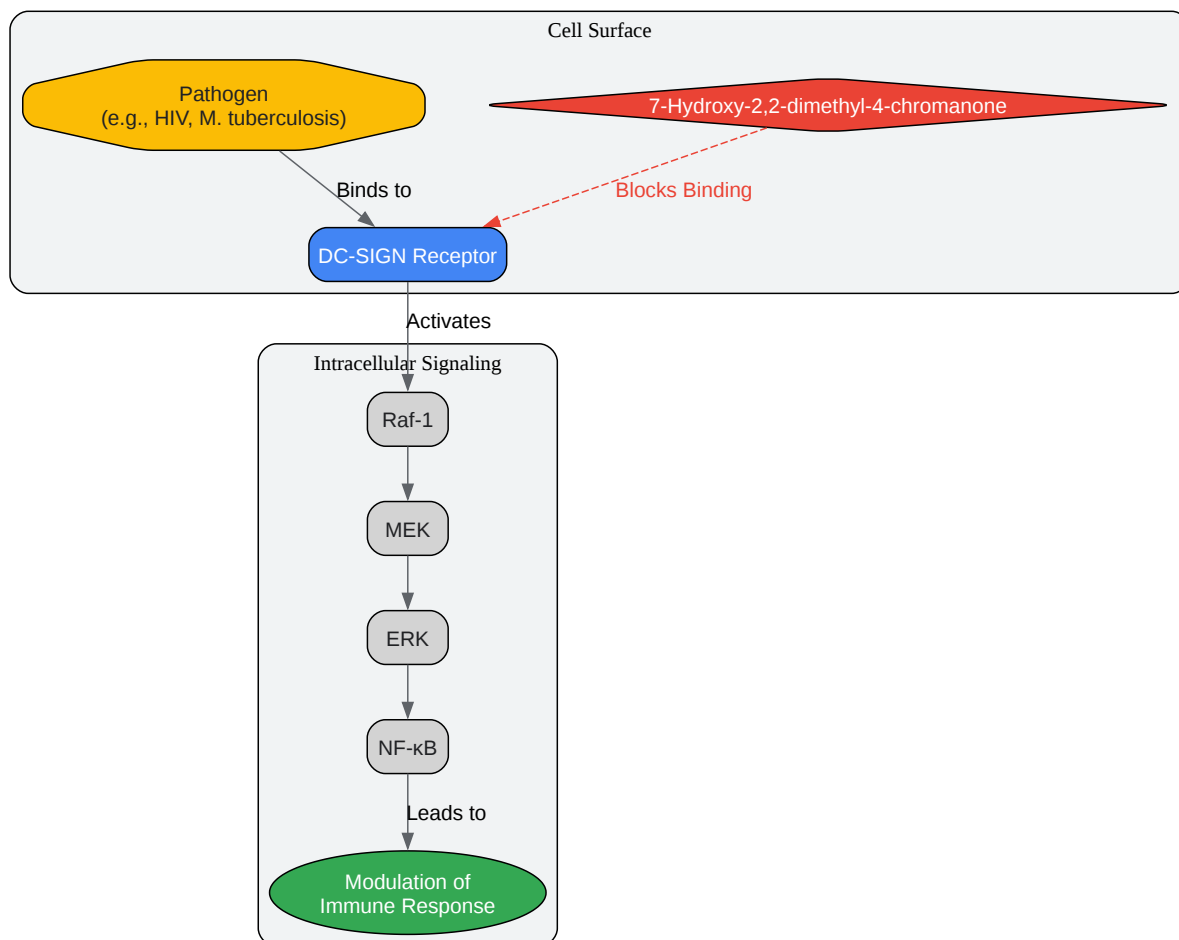 Cell Surface
Pathogen
(e.g., HIV, M. tuberculosis)
7-Hydroxy-2,2-dimethyl-4-chromanone
Binds to
Blocks Binding
DC-SIGN Receptor
Activates
Intracellular Signaling
Raf-1
MEK
ERK
NF-κB
Leads to
Modulation of
Immune Response